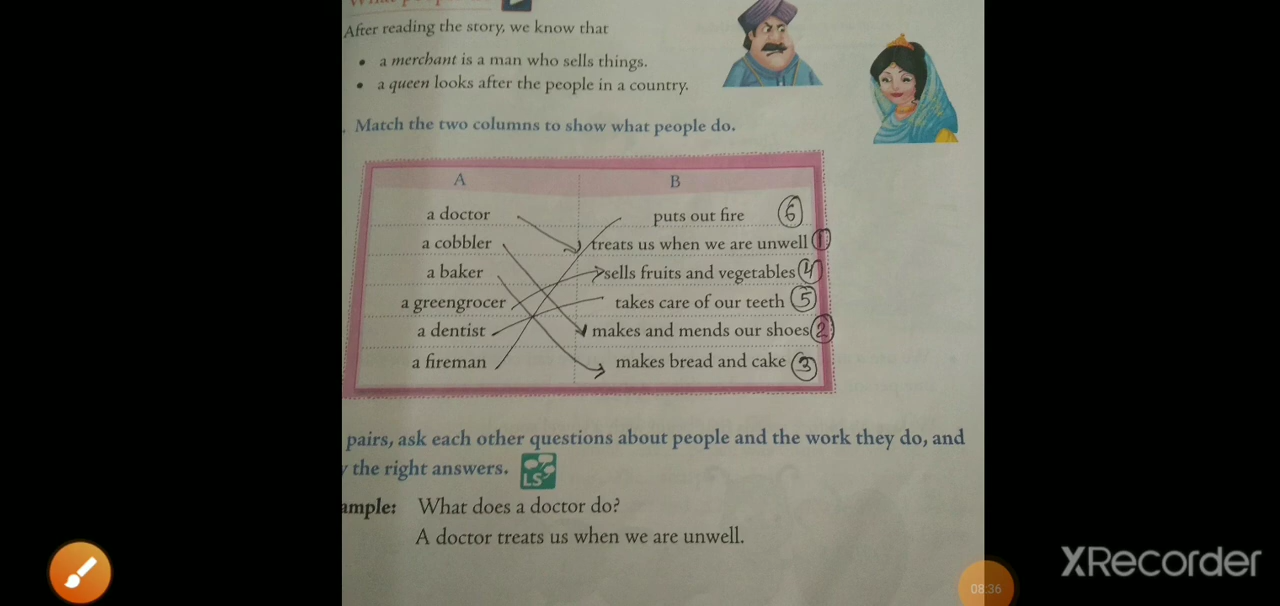 After reading the story, we know that
• a merchant is a man who sells things.
• a queen looks after the people in a country.
. Match the two columns to show what people do.
A B
a doctor puts out fire 6
a cobbler treats us when we are unwell 1
a baker sells fruits and vegetables 4
a greengrocer takes care of our teeth 5
a dentist makes and mends our shoes 2
a fireman makes bread and cake 3
pairs, ask each other questions about people and the work they do, and
the right answers. LS
ample: What does a doctor do?
A doctor treats us when we are unwell.
XRecorder
08:36